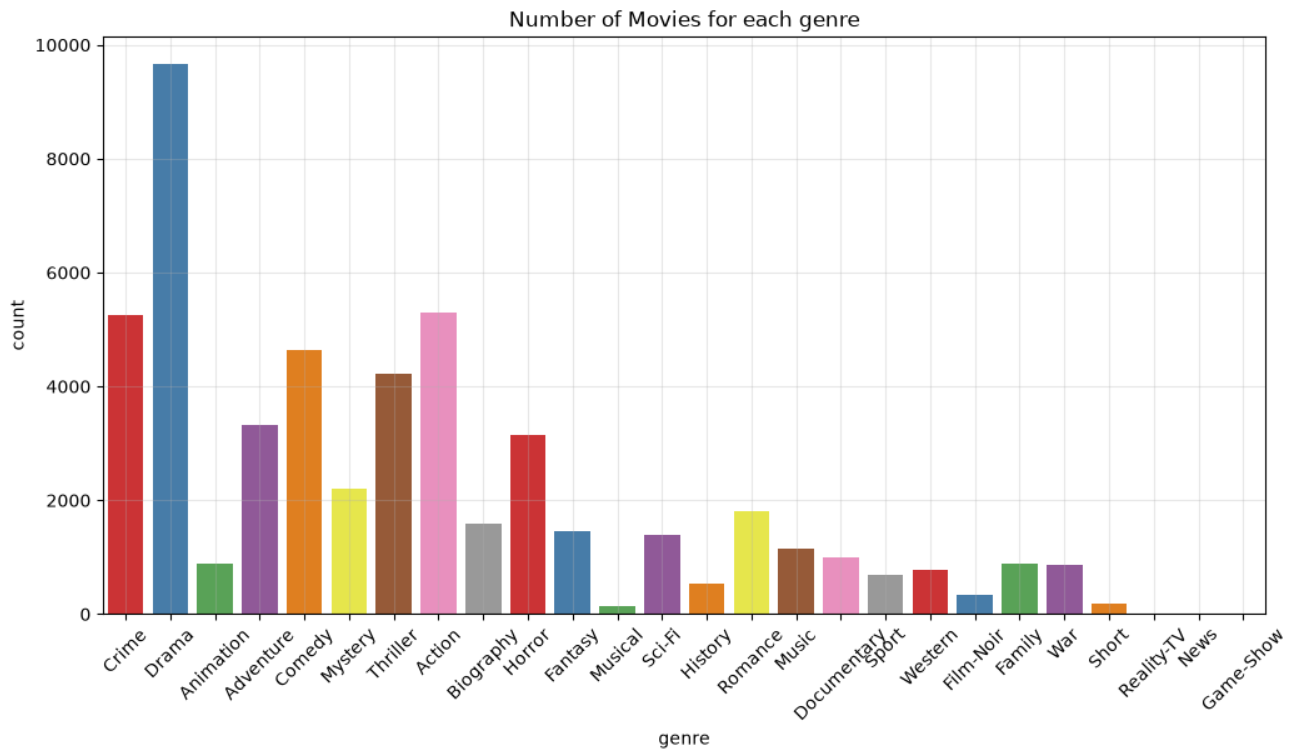 Number of Movies for each genre
10000
8000
6000
4000
2000
0
count
Crime
Drama
Animation
Adventure
Comedy
Mystery
Thriller
Action
Biography
Horror
Fantasy
Musical
Sci-Fi
History
Romance
Music
Documentary
Sport
Western
Film-Noir
Family
War
Short
Reality-TV
News
Game-Show
genre